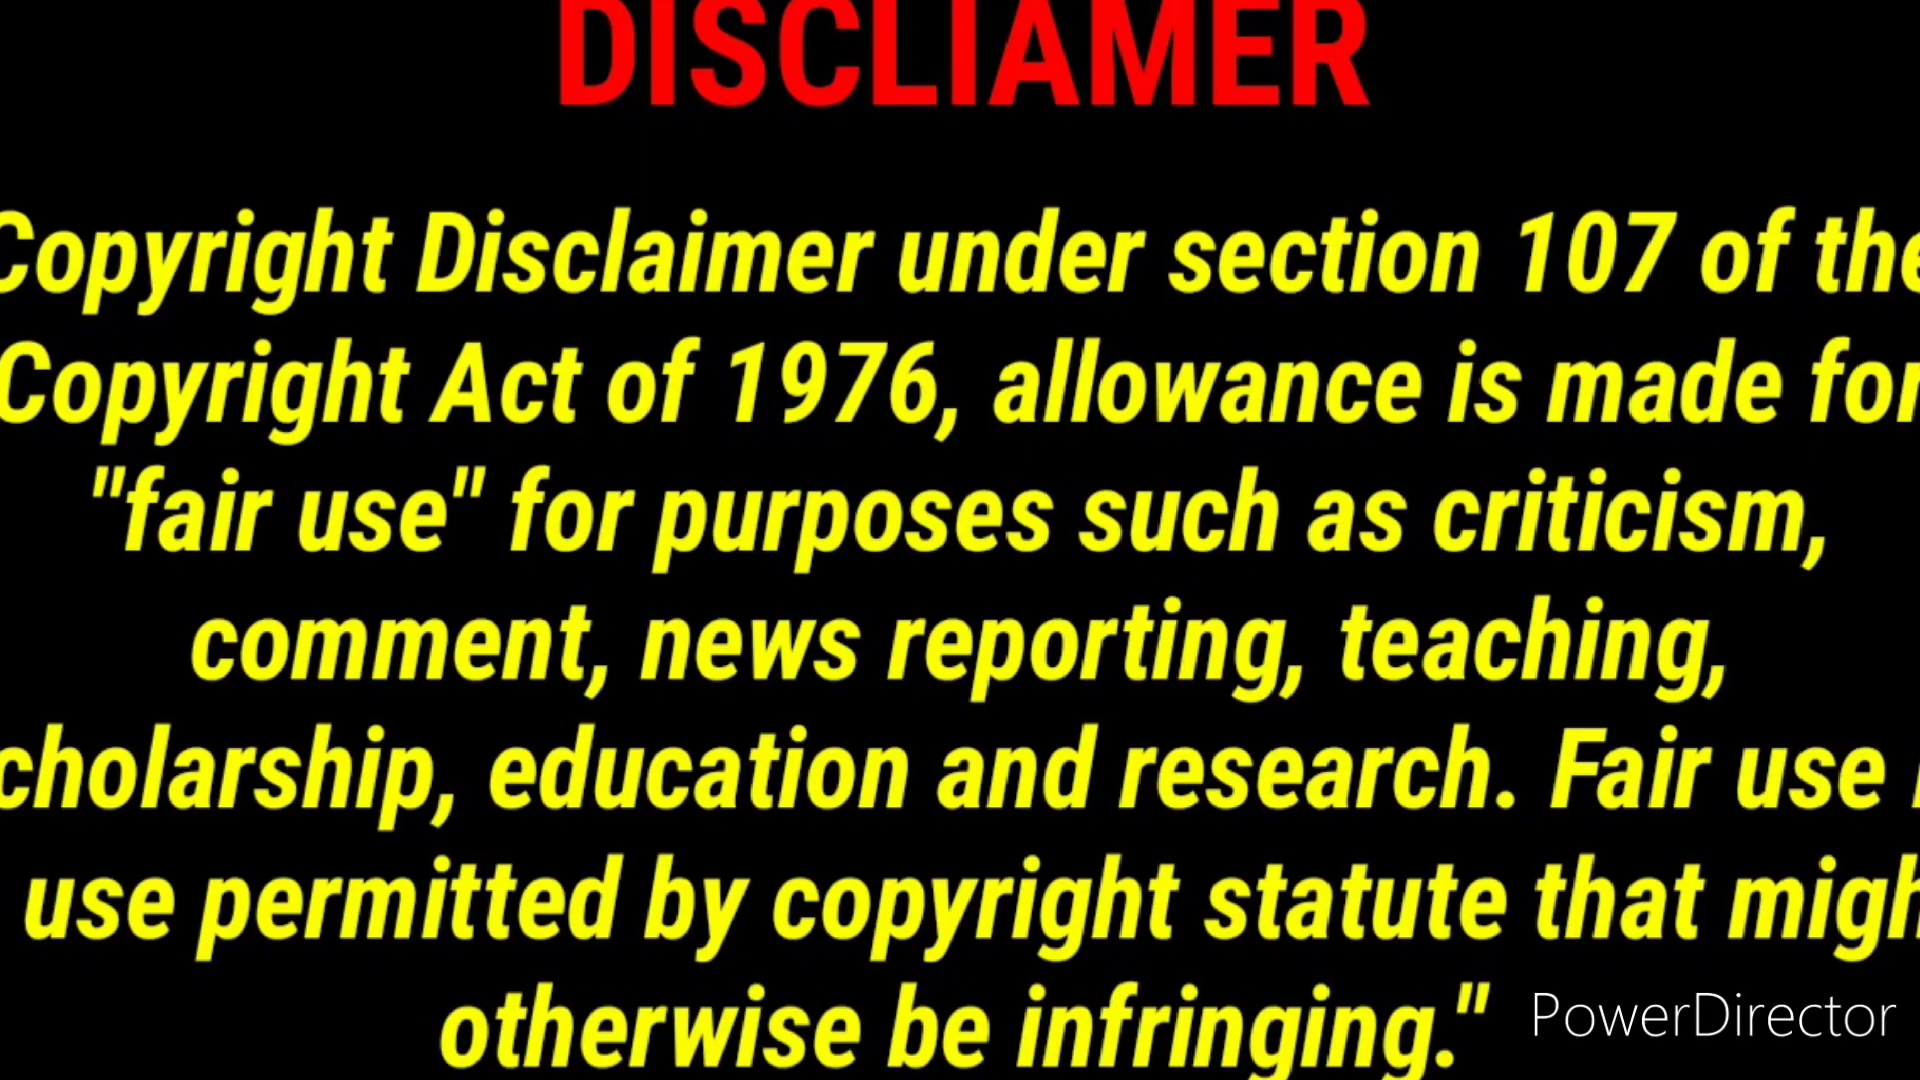 DISCLIAMER
Copyright Disclaimer under section 107 of the
Copyright Act of 1976, allowance is made for
"fair use" for purposes such as criticism,
comment, news reporting, teaching,
cholarship, education and research. Fair use
use permitted by copyright statute that migh
otherwise be infringing."
PowerDirector